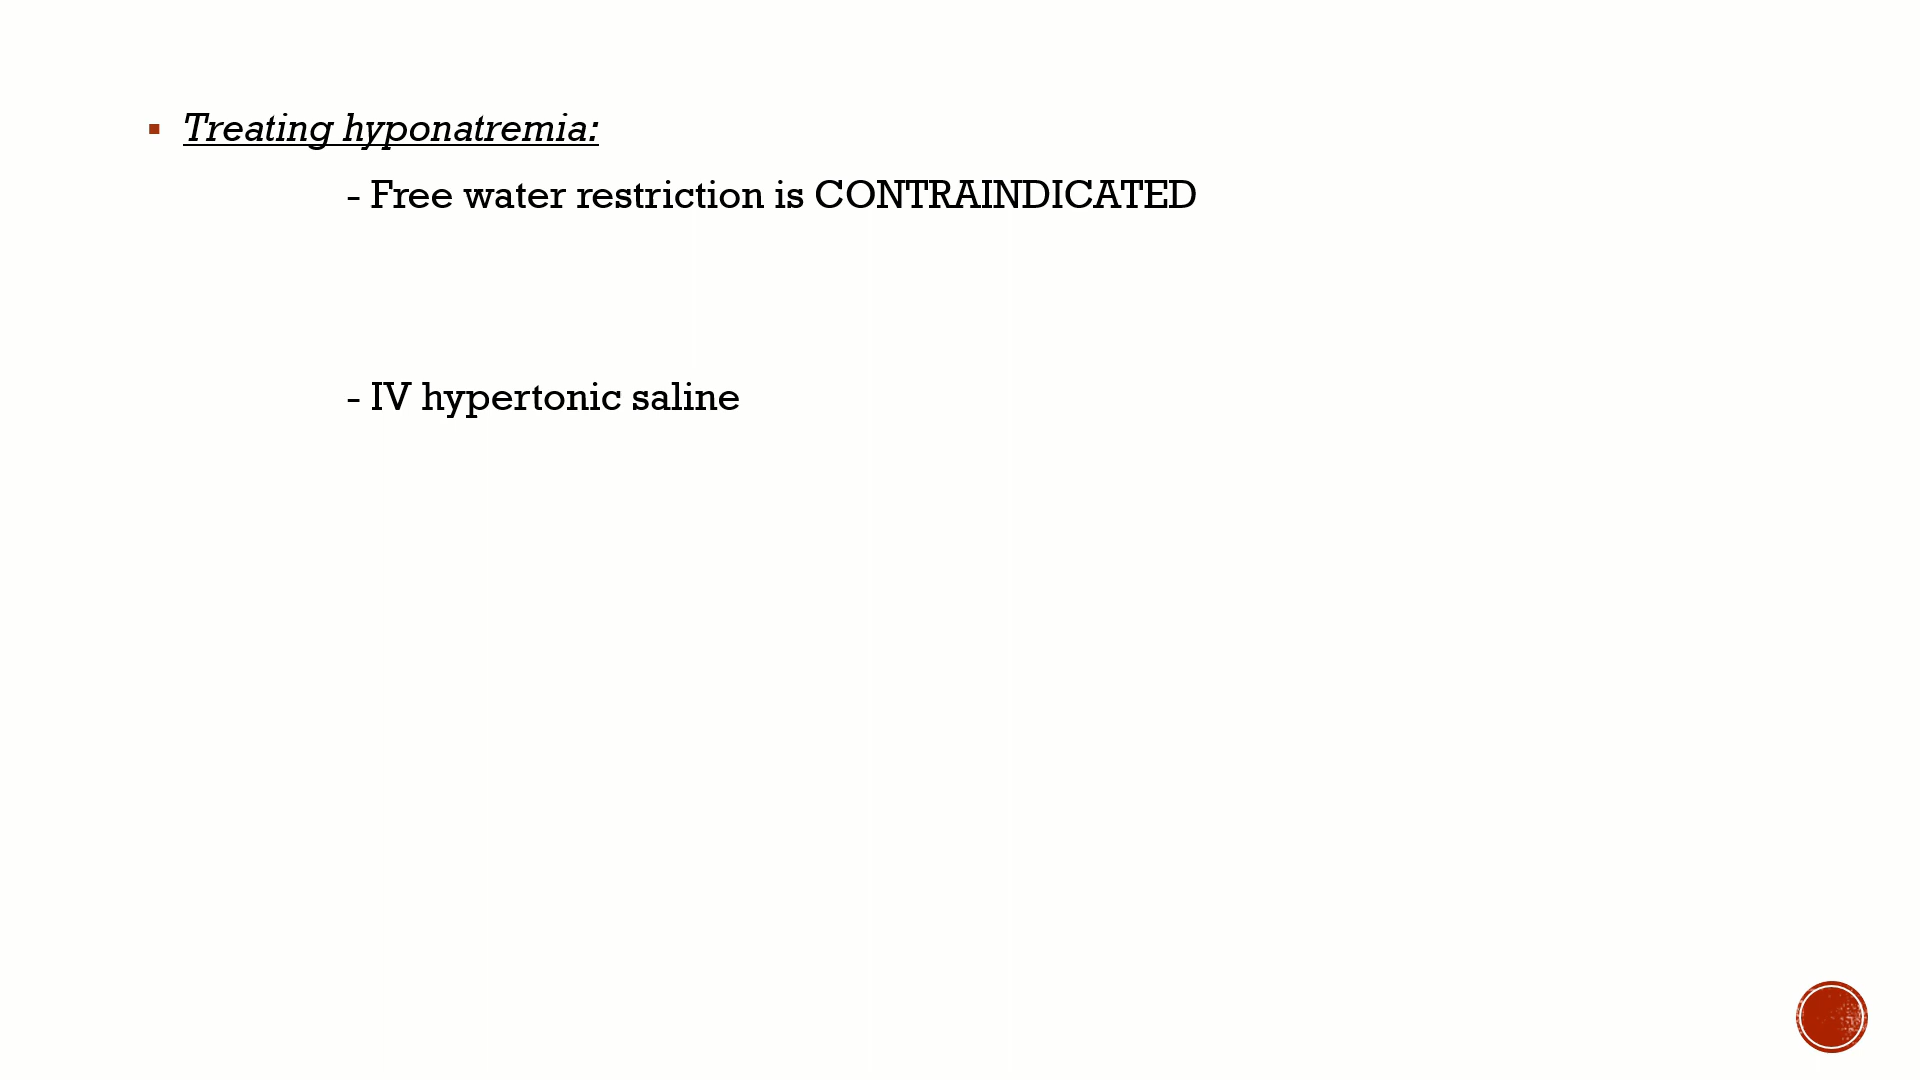 ▪ Treating hyponatremia:
- Free water restriction is CONTRAINDICATED
- IV hypertonic saline